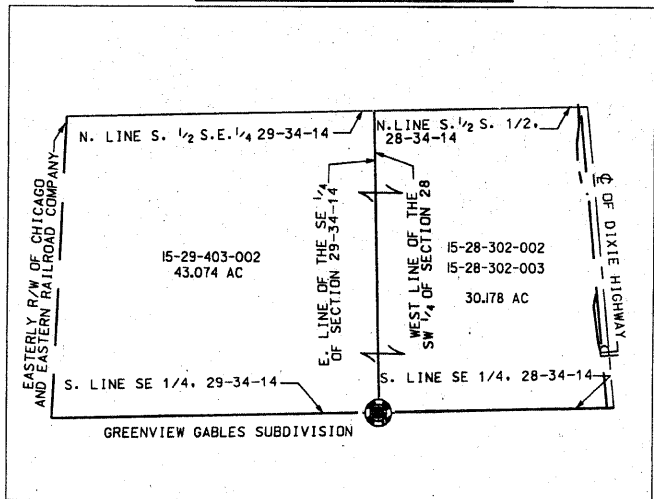 N. LINE S. 1/2 S.E. 1/4 29-34-14
N. LINE S. 1/2 S. 1/2.
28-34-14
EASTERLY R/W OF CHICAGO
AND EASTERN RAILROAD COMPANY
E. LINE OF THE SE 1/4
OF SECTION 29-34-14
WEST LINE OF THE
SW 1/4 OF SECTION 28
℄ OF DIXIE HIGHWAY
15-29-403-002
43.074 AC
15-28-302-002
15-28-302-003
30.178 AC
S. LINE SE 1/4. 29-34-14
S. LINE SE 1/4. 28-34-14
GREENVIEW GABLES SUBDIVISION